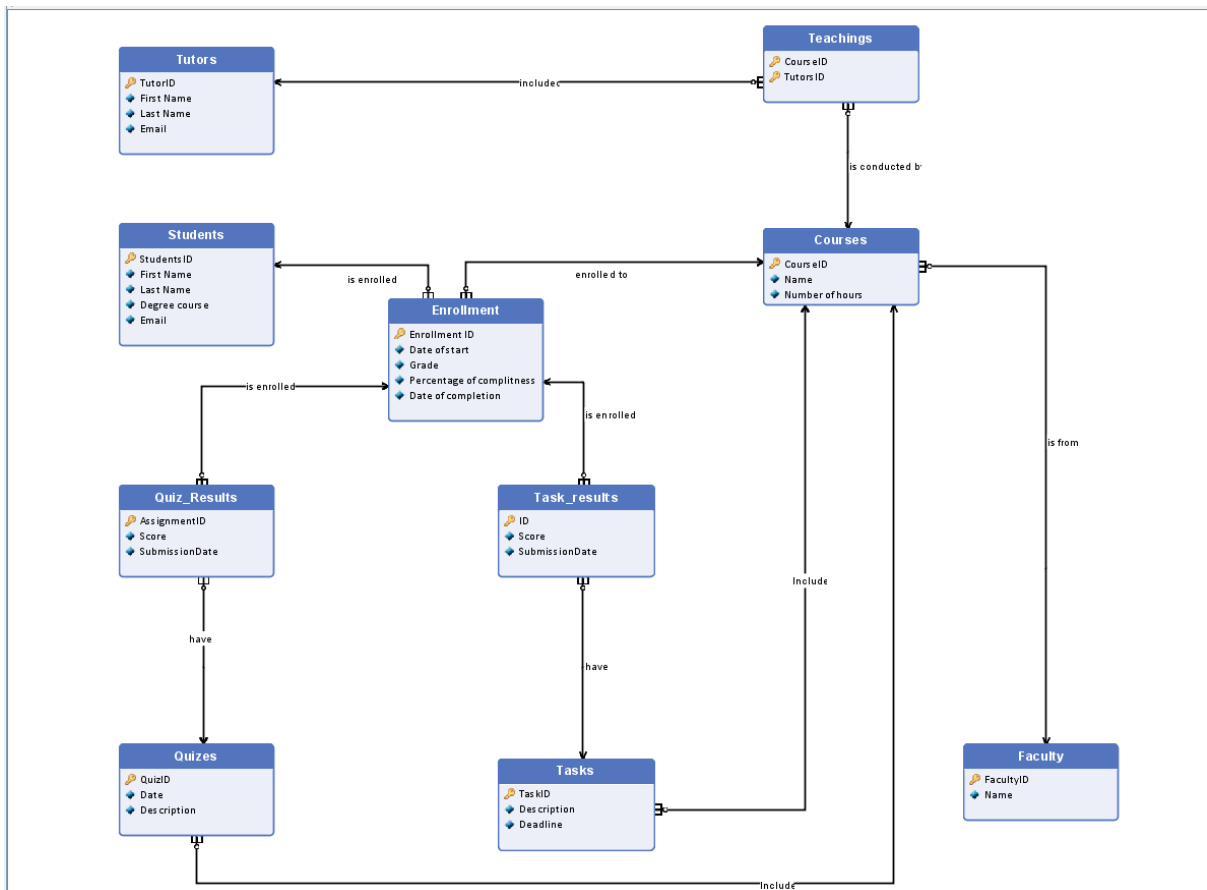 Teachings
CourseID
TutorsID
Tutors
TutorID
First Name
Last Name
Email
include
is conducted by
Students
StudentsID
First Name
Last Name
Degree course
Email
is enrolled
enrolled to
Courses
CourseID
Name
Number of hours
Enrollment
Enrollment ID
Date of start
Grade
Percentage of complitness
Date of completion
is enrolled
is enrolled
is from
Quiz_Results
AssignmentID
Score
SubmissionDate
Task_results
ID
Score
SubmissionDate
Include
have
have
Quizes
QuizID
Date
Description
Tasks
TaskID
Description
Deadline
Faculty
FacultyID
Name
Include